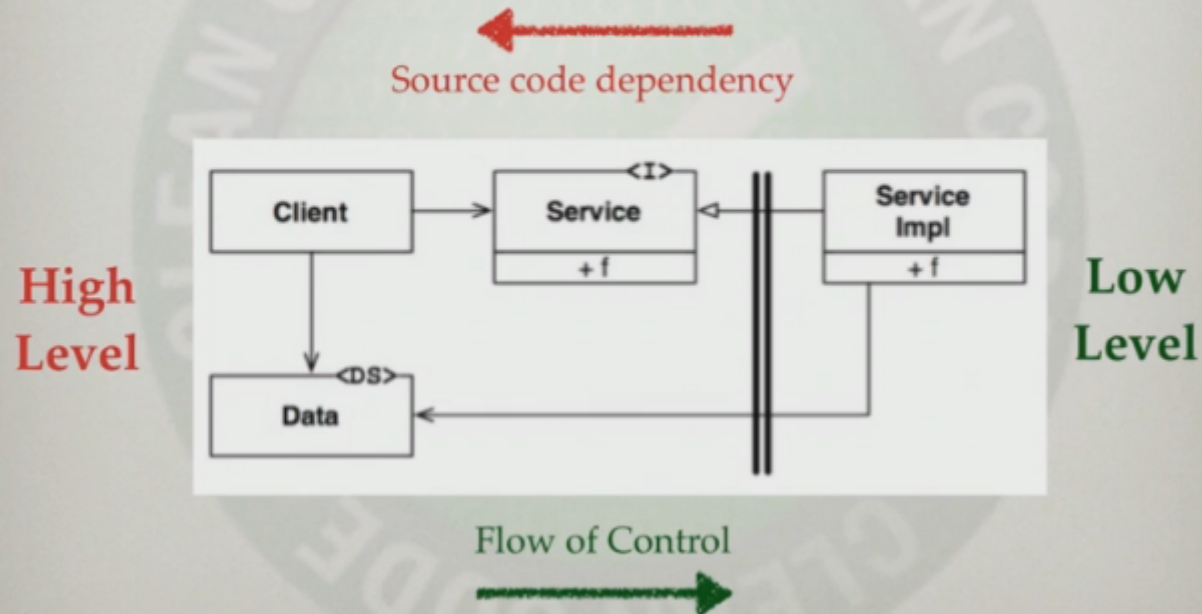 Source code dependency
<I>
Client
Service
Service
Impl
+ f
+ f
High
Level
Low
Level
<DS>
Data
Flow of Control